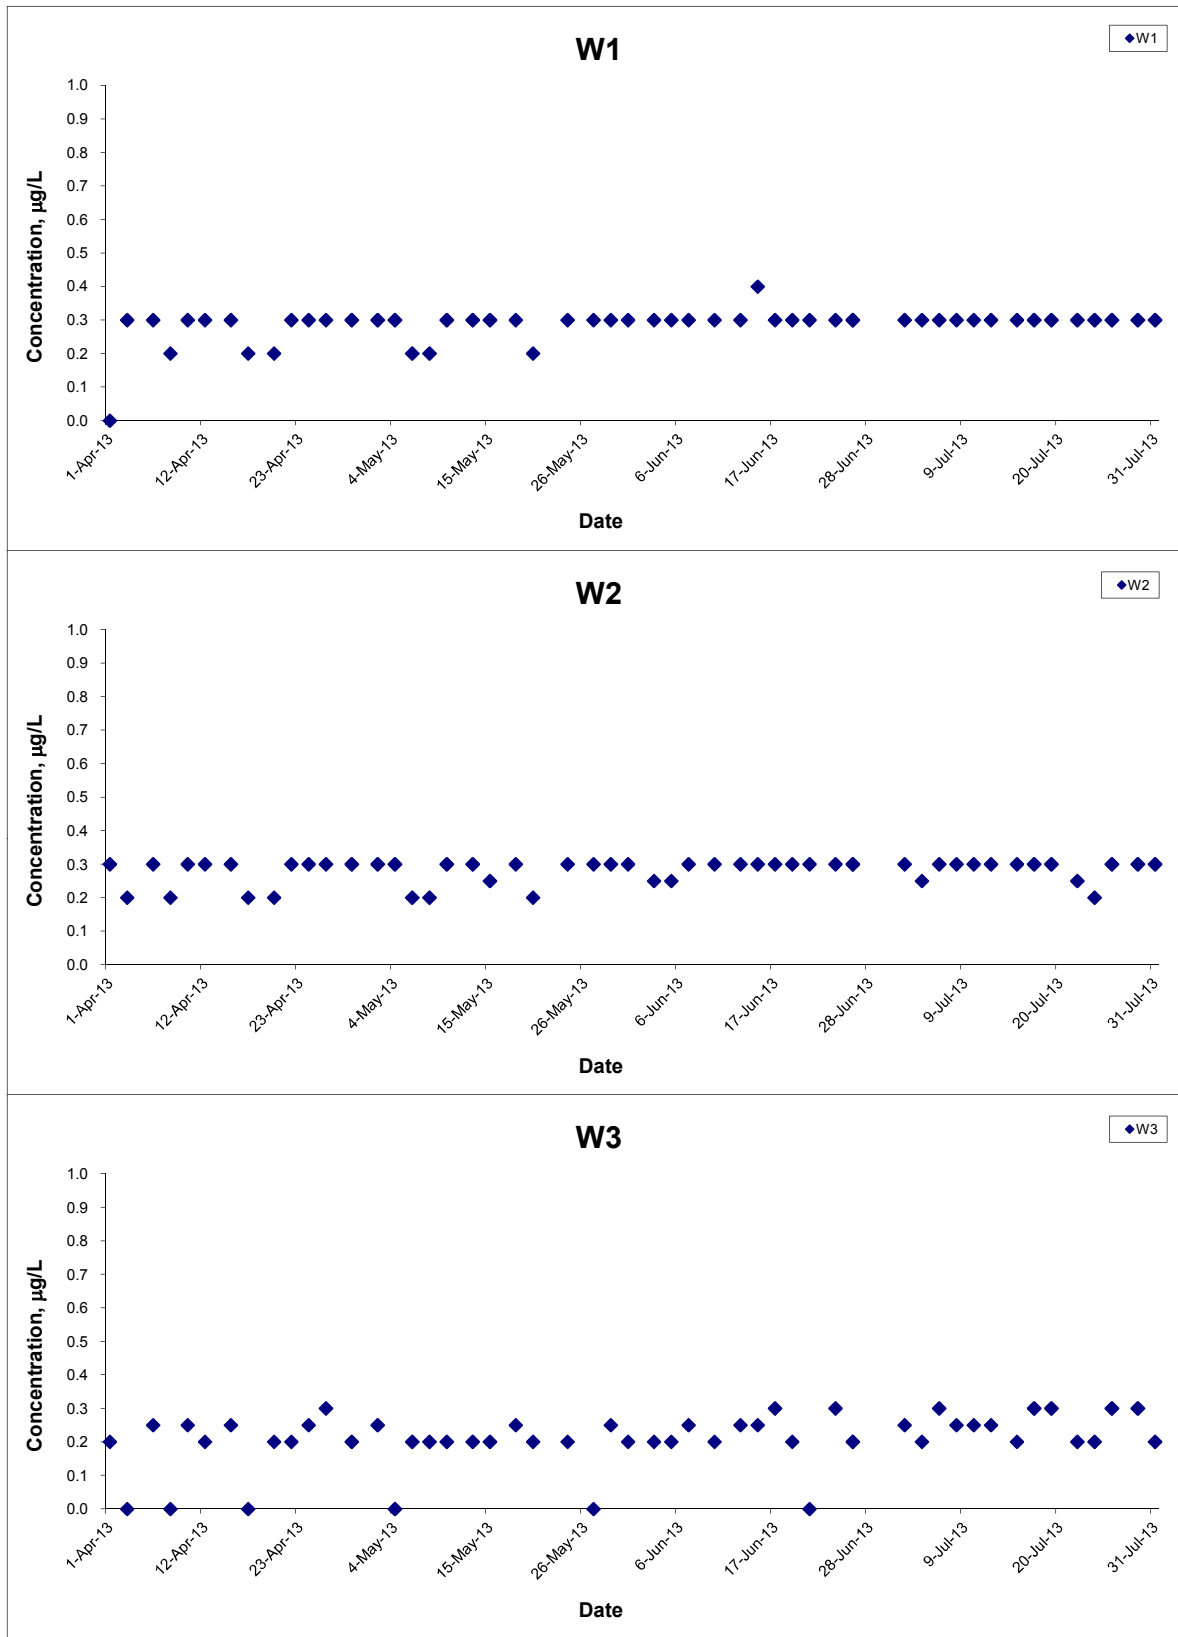 W1
W1
1.0
0.9
0.8
0.7
0.6
0.5
0.4
0.3
0.2
0.1
0.0
Concentration, µg/L
1-Apr-13
12-Apr-13
23-Apr-13
4-May-13
15-May-13
26-May-13
6-Jun-13
17-Jun-13
28-Jun-13
9-Jul-13
20-Jul-13
31-Jul-13
Date
W2
W2
1.0
0.9
0.8
0.7
0.6
0.5
0.4
0.3
0.2
0.1
0.0
Concentration, µg/L
1-Apr-13
12-Apr-13
23-Apr-13
4-May-13
15-May-13
26-May-13
6-Jun-13
17-Jun-13
28-Jun-13
9-Jul-13
20-Jul-13
31-Jul-13
Date
W3
W3
1.0
0.9
0.8
0.7
0.6
0.5
0.4
0.3
0.2
0.1
0.0
Concentration, µg/L
1-Apr-13
12-Apr-13
23-Apr-13
4-May-13
15-May-13
26-May-13
6-Jun-13
17-Jun-13
28-Jun-13
9-Jul-13
20-Jul-13
31-Jul-13
Date